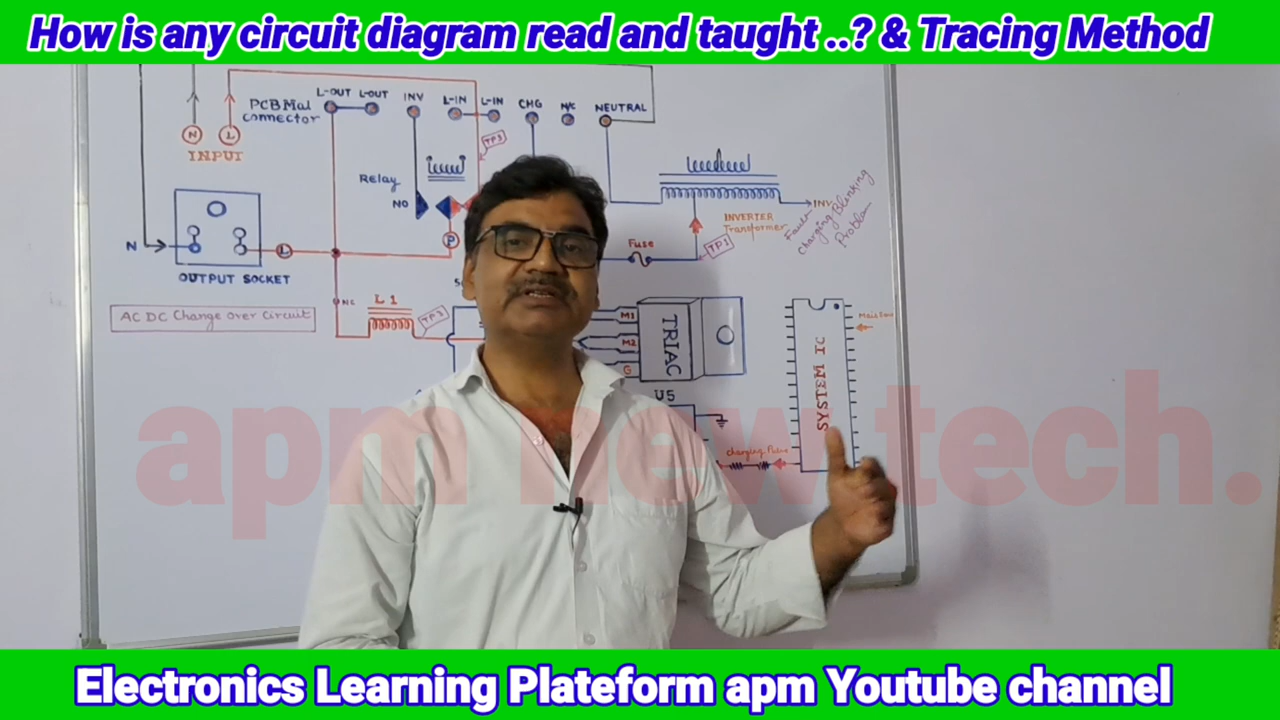 How is any circuit diagram read and taught ..? & Tracing Method
L-OUT L-OUT INV L-IN L-IN CHG N/C NEUTRAL
PCB Mal
connector
N L
INPUT
TP3
Relay
NO
P
INVERTER
Transformer
INV
Fault
charging Blinking
Problem
Fuse
TP1
N
L
OUTPUT SOCKET
NC
L1
TP2
AC DC Change Over Circuit
M1
M2
G
TRIAC
U5
SYSTEM IC
charging Pulse
apm new tech.
Electronics Learning Plateform apm Youtube channel